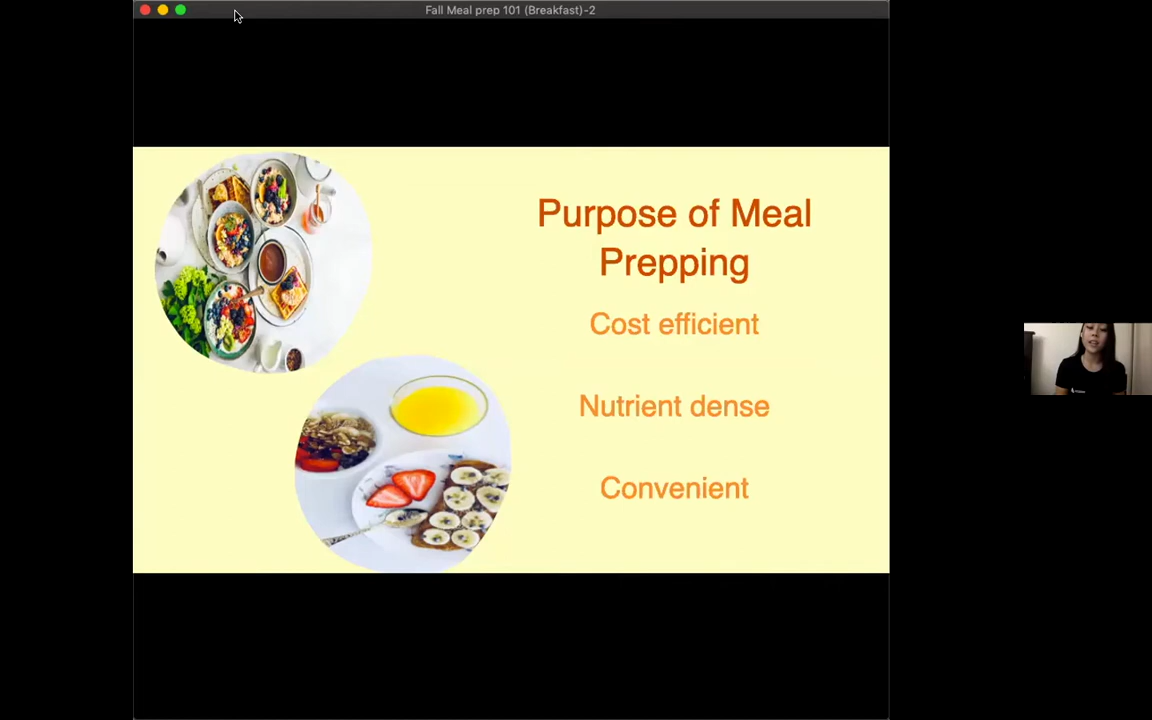 Fall Meal prep 101 (Breakfast)-2
Purpose of Meal
Prepping
Cost efficient
Nutrient dense
Convenient